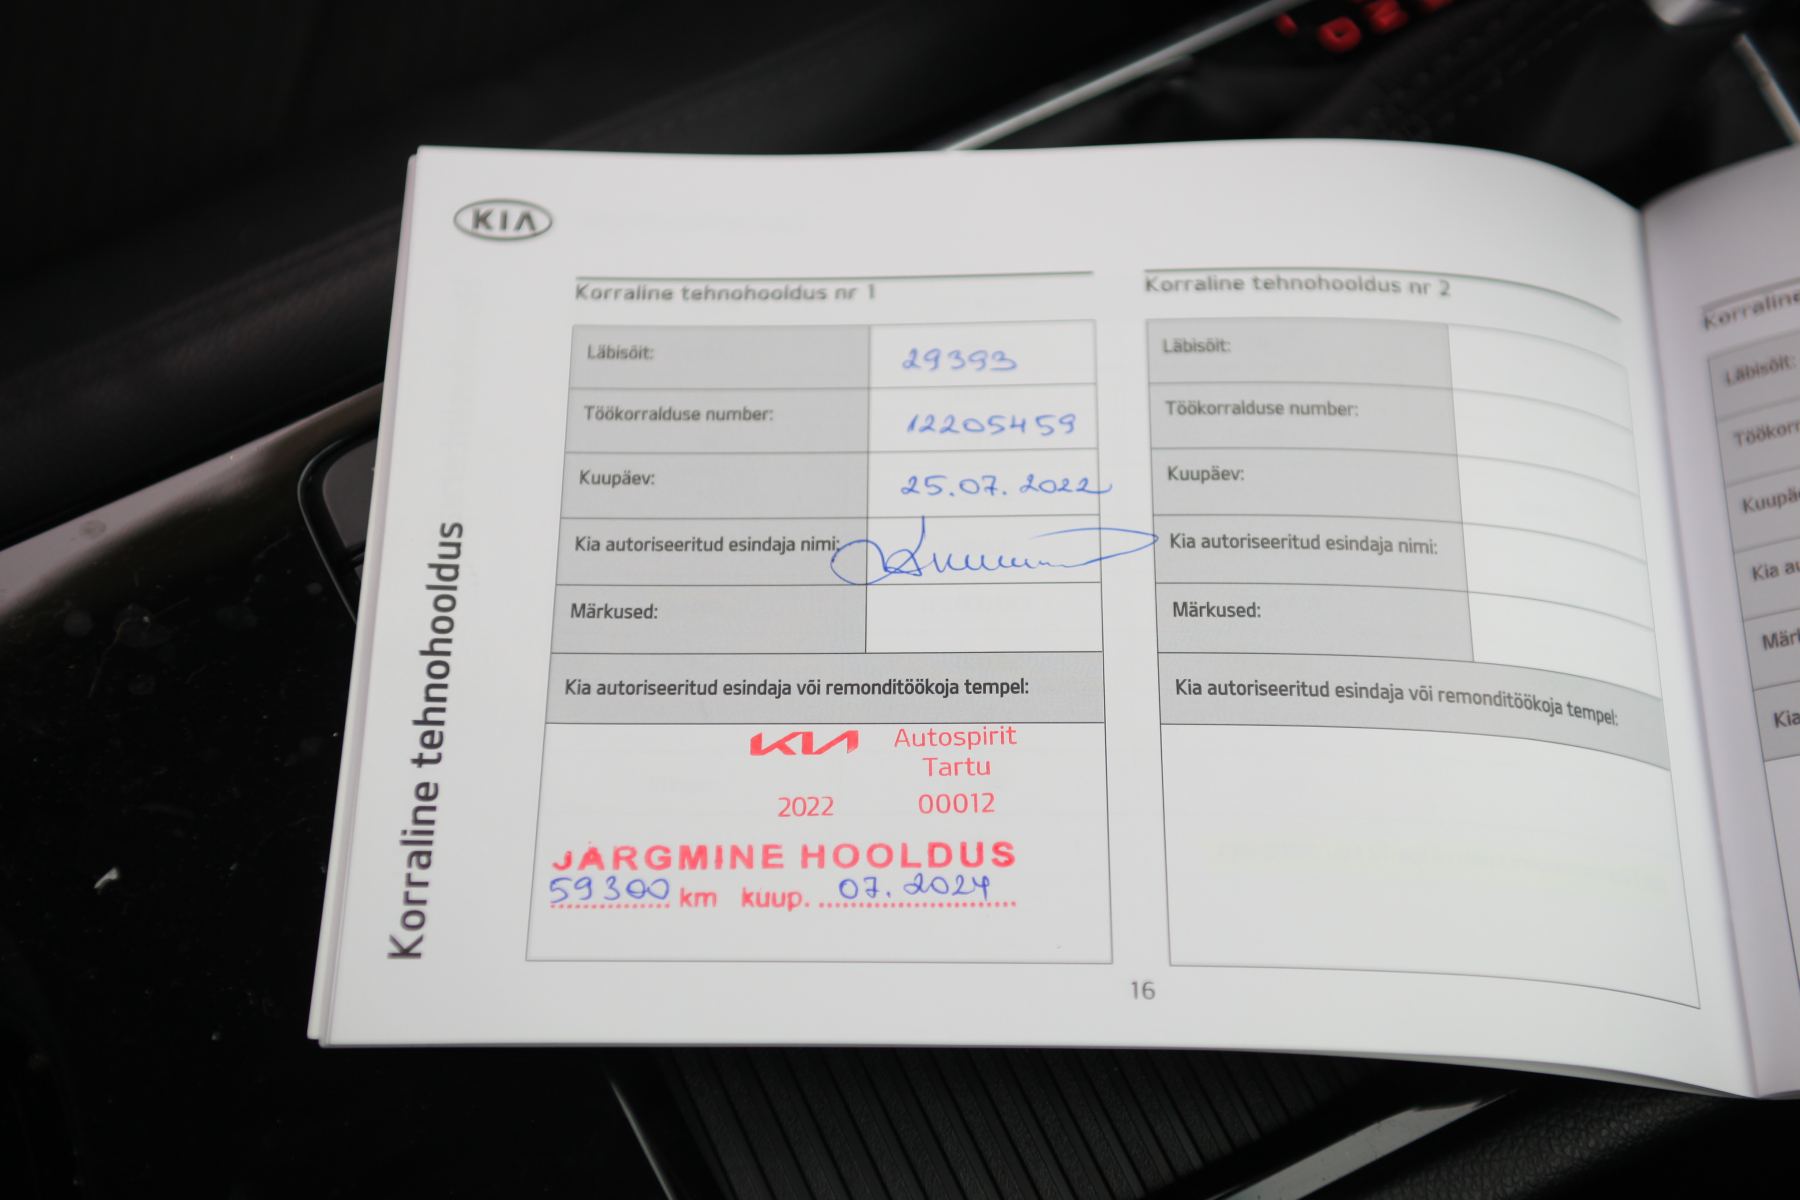 KIA
Korraline tehnohooldus
Korraline tehnohooldus nr 1
Läbisõit: 29393
Töökorralduse number: 12205459
Kuupäev: 25.07.2022
Kia autoriseeritud esindaja nimi:
Märkused:
Kia autoriseeritud esindaja või remonditöökoja tempel:
KIA Autospirit
Tartu
2022 00012
JÄRGMINE HOOLDUS
59300 km kuup. 07.2024
Korraline tehnohooldus nr 2
Läbisõit:
Töökorralduse number:
Kuupäev:
Kia autoriseeritud esindaja nimi:
Märkused:
Kia autoriseeritud esindaja või remonditöökoja tempel:
16
Korraline
Läbisõit:
Kia